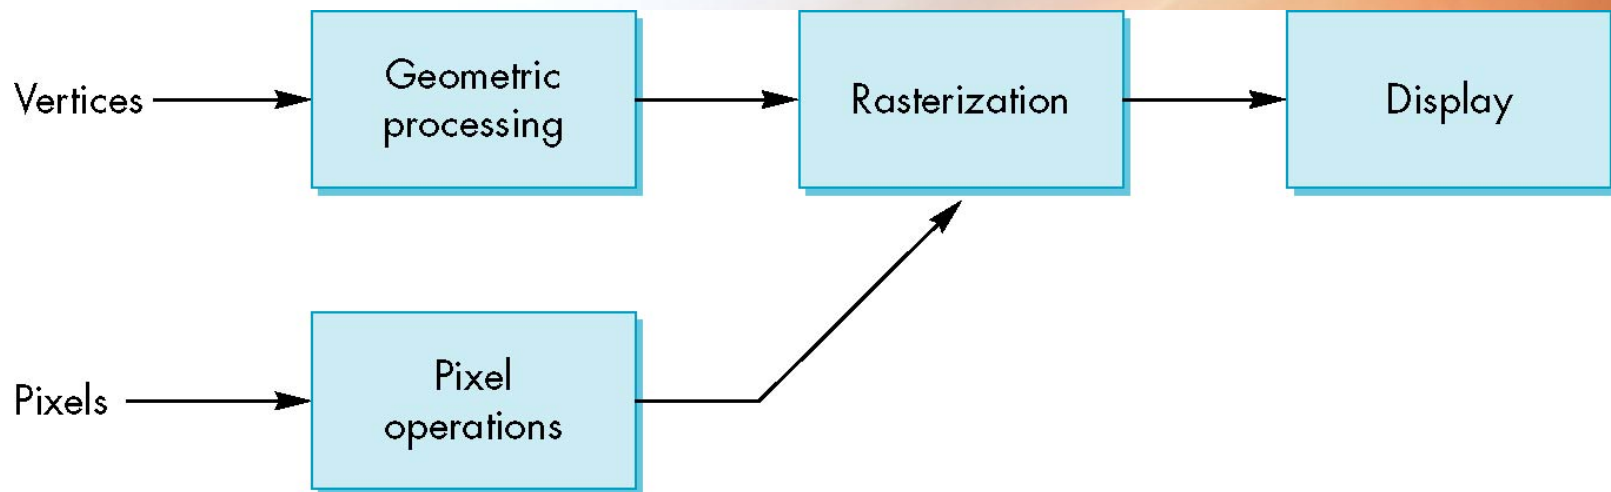 Vertices
Geometric
processing
Rasterization
Display
Pixels
Pixel
operations